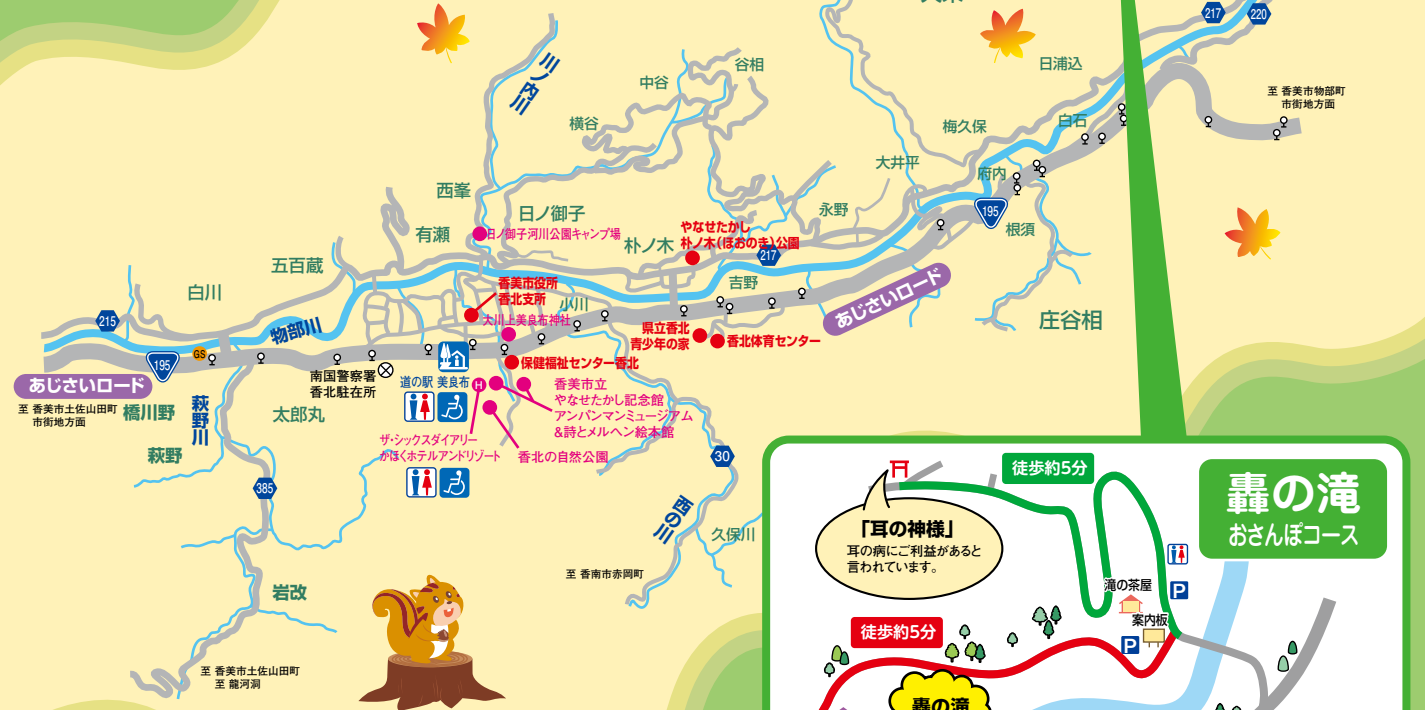 217
220
日浦込
至 香美市物部町
市街地方面
川ノ内川
谷相
中谷
横谷
梅久保
白石
大井平
府内
西峯
日ノ御子
永野
195
根須
日ノ御子河川公園キャンプ場
有瀬
朴ノ木
やなせたかし
朴ノ木(ほおのき)公園
217
五百蔵
吉野
白川
香美市役所
香北支所
小川
大川上美良布神社
あじさいロード
庄谷相
215
物部川
県立香北
青少年の家
香北体育センター
GS
195
保健福祉センター香北
南国警察署
香北駐在所
道の駅 美良布
H
香美市立
やなせたかし記念館
アンパンマンミュージアム
&詩とメルヘン絵本館
あじさいロード
至 香美市土佐山田町
市街地方面
橋川野
萩野川
太郎丸
ザ・シックスダイアリー
かほくホテルアンドリゾート
香北の自然公園
萩野
30
385
西の川
久保川
至 香南市赤岡町
岩改
至 香美市土佐山田町
至 龍河洞
徒歩約5分
轟の滝
おさんぽコース
「耳の神様」
耳の病にご利益があると
言われています。
滝の茶屋
P
案内板
P
徒歩約5分
轟の滝